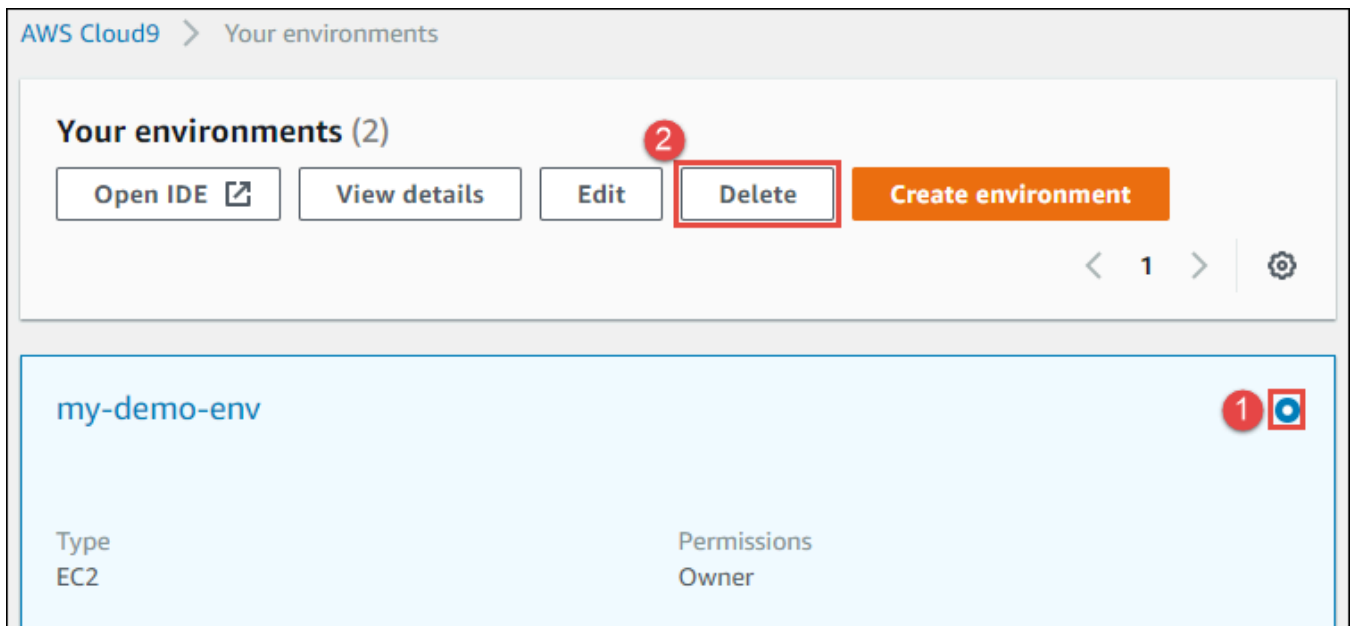 AWS Cloud9 > Your environments
Your environments (2)
2
Open IDE View details Edit Delete Create environment
< 1 >
my-demo-env
1
Type Permissions
EC2 Owner